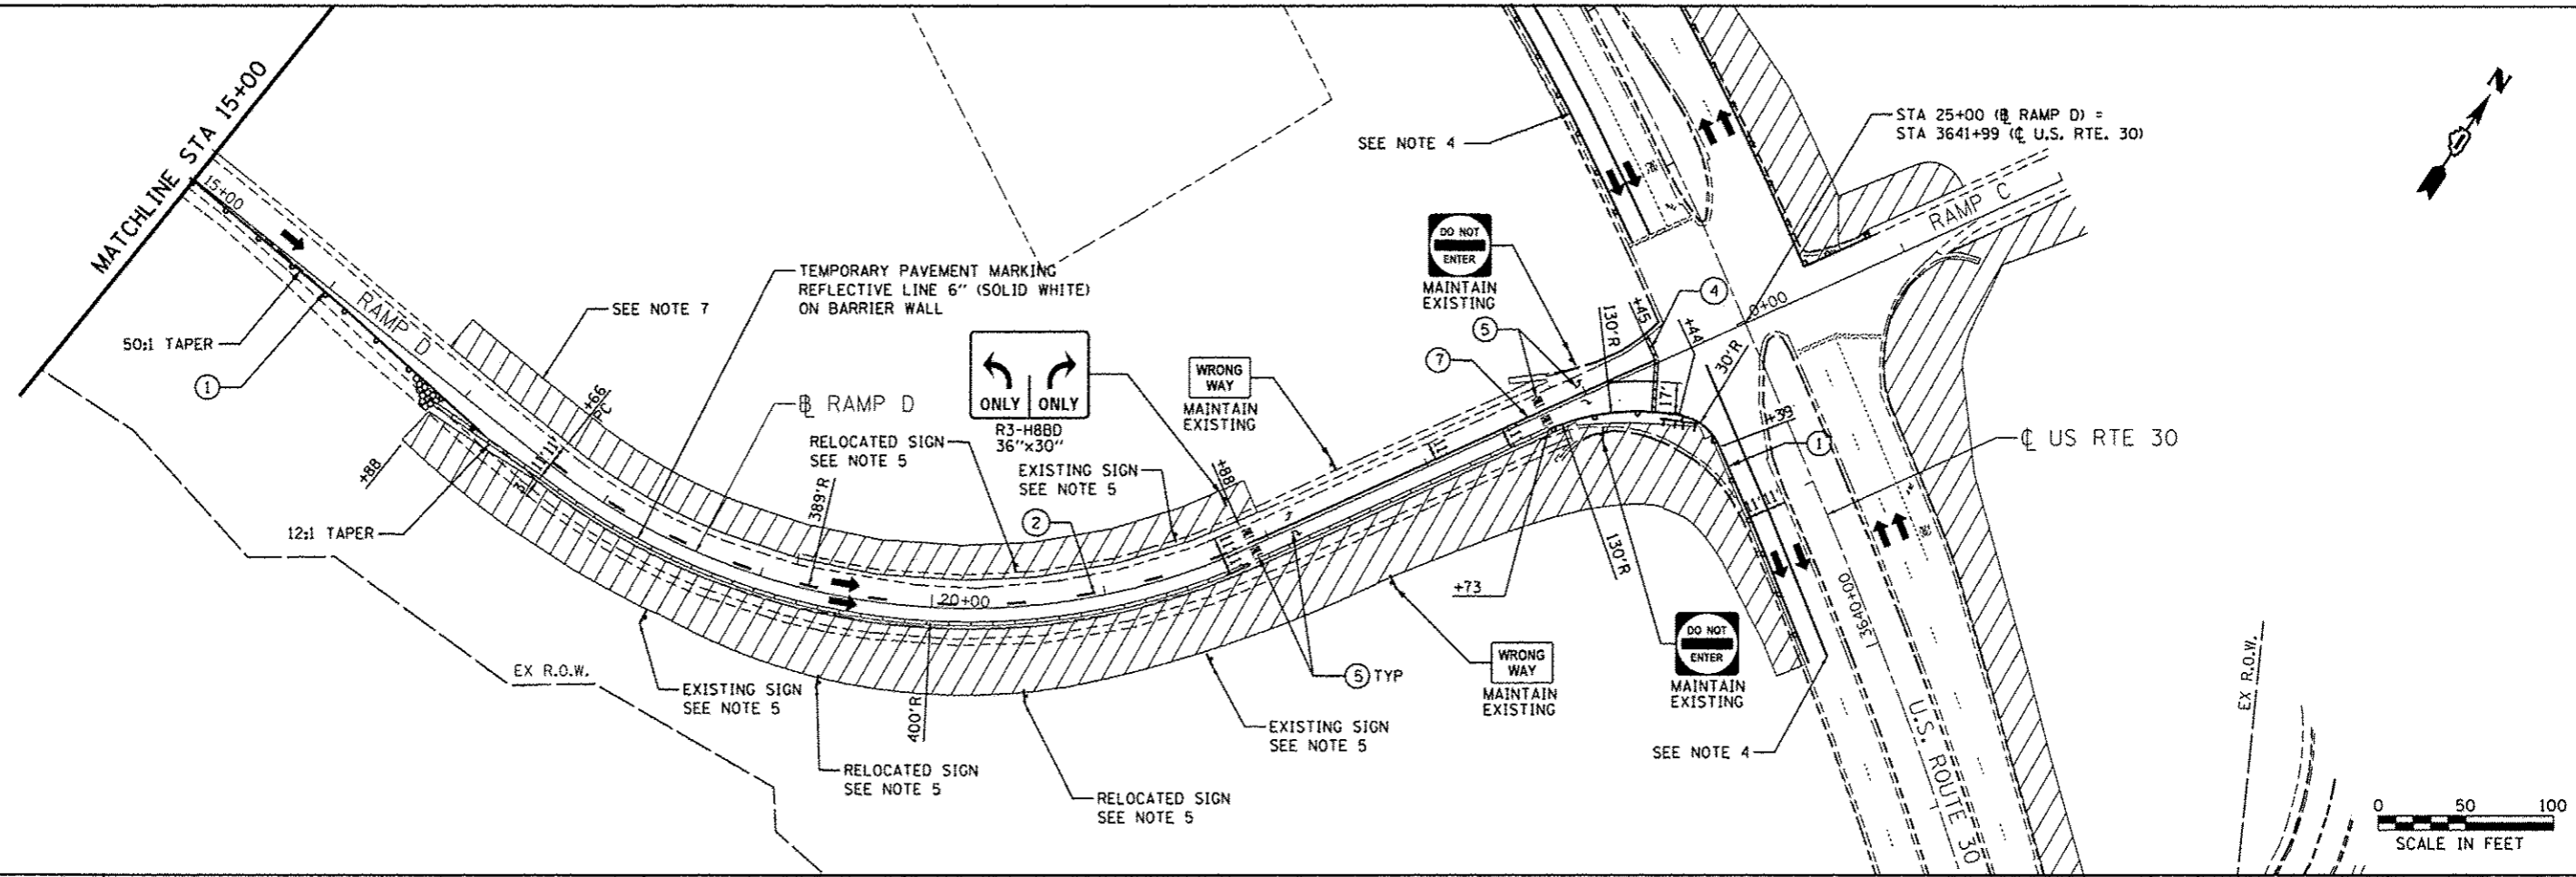 MATCHLINE STA 15+00
15+00
50:1 TAPER
1
RAMP D
SEE NOTE 7
TEMPORARY PAVEMENT MARKING
REFLECTIVE LINE 6" (SOLID WHITE)
ON BARRIER WALL
+66
PC
℄ RAMP D
RELOCATED SIGN
SEE NOTE 5
389'R
ONLY ONLY
R3-H8BD
36"x30"
EXISTING SIGN
SEE NOTE 5
2
+88
WRONG
WAY
MAINTAIN
EXISTING
+88
12:1 TAPER
20+00
400'R
EX R.O.W.
EXISTING SIGN
SEE NOTE 5
RELOCATED SIGN
SEE NOTE 5
RELOCATED SIGN
SEE NOTE 5
EXISTING SIGN
SEE NOTE 5
5 TYP
WRONG
WAY
MAINTAIN
EXISTING
SEE NOTE 4
DO NOT
ENTER
MAINTAIN
EXISTING
5
7
130'R
+45
4
+44
30'R
17'
+39
1
+73
130'R
DO NOT
ENTER
MAINTAIN
EXISTING
SEE NOTE 4
STA 25+00 (℄ RAMP D) =
STA 3641+99 (℄ U.S. RTE. 30)
RAMP C
0+00
℄ US RTE 30
3640+00
U.S. ROUTE 30
EX R.O.W.
N
0 50 100
SCALE IN FEET